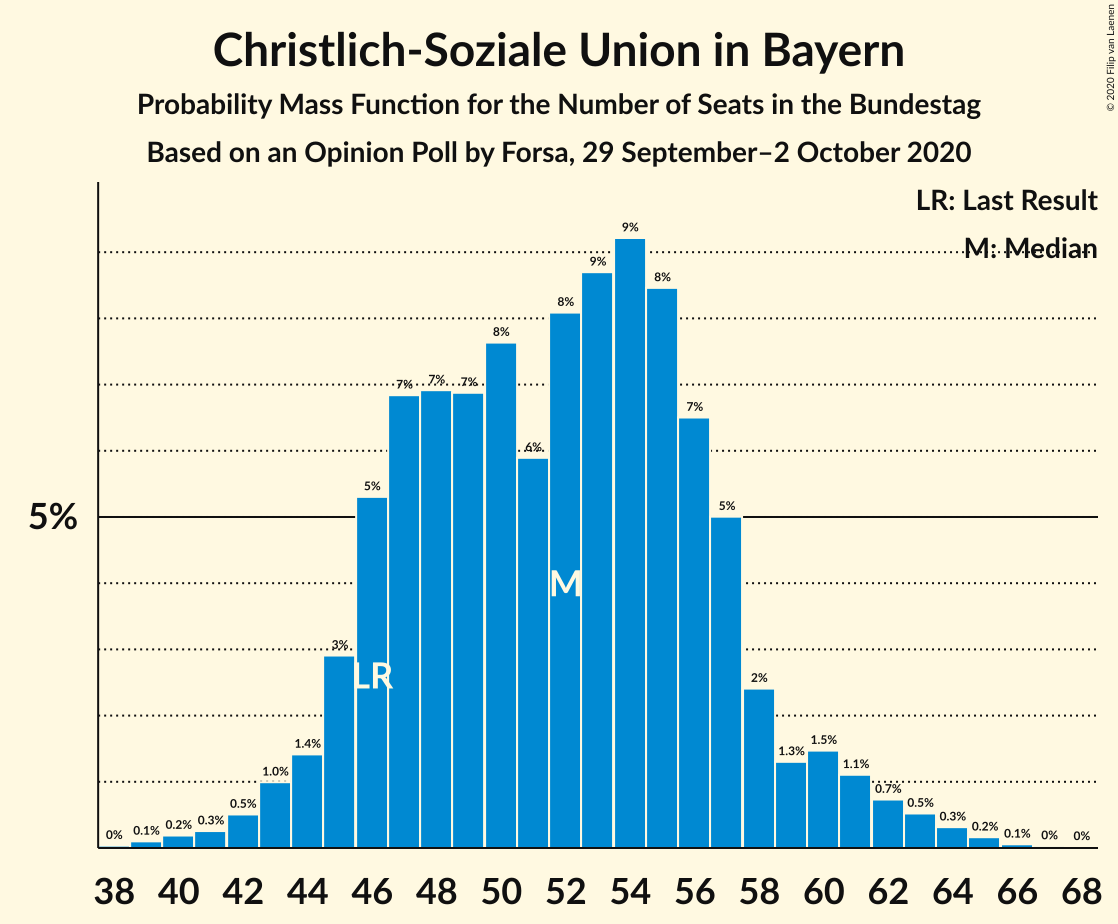 Christlich-Soziale Union in Bayern
Probability Mass Function for the Number of Seats in the Bundestag
Based on an Opinion Poll by Forsa, 29 September–2 October 2020
© 2020 Filip van Laenen
LR: Last Result
M: Median
5%
0% 0.1% 0.2% 0.3% 0.5% 1.0% 1.4% 3% 5% 7% 7% 7% 8% 6% 8% 9% 9% 8% 7% 5% 2% 1.3% 1.5% 1.1% 0.7% 0.5% 0.3% 0.2% 0.1% 0% 0%
LR M
38 40 42 44 46 48 50 52 54 56 58 60 62 64 66 68